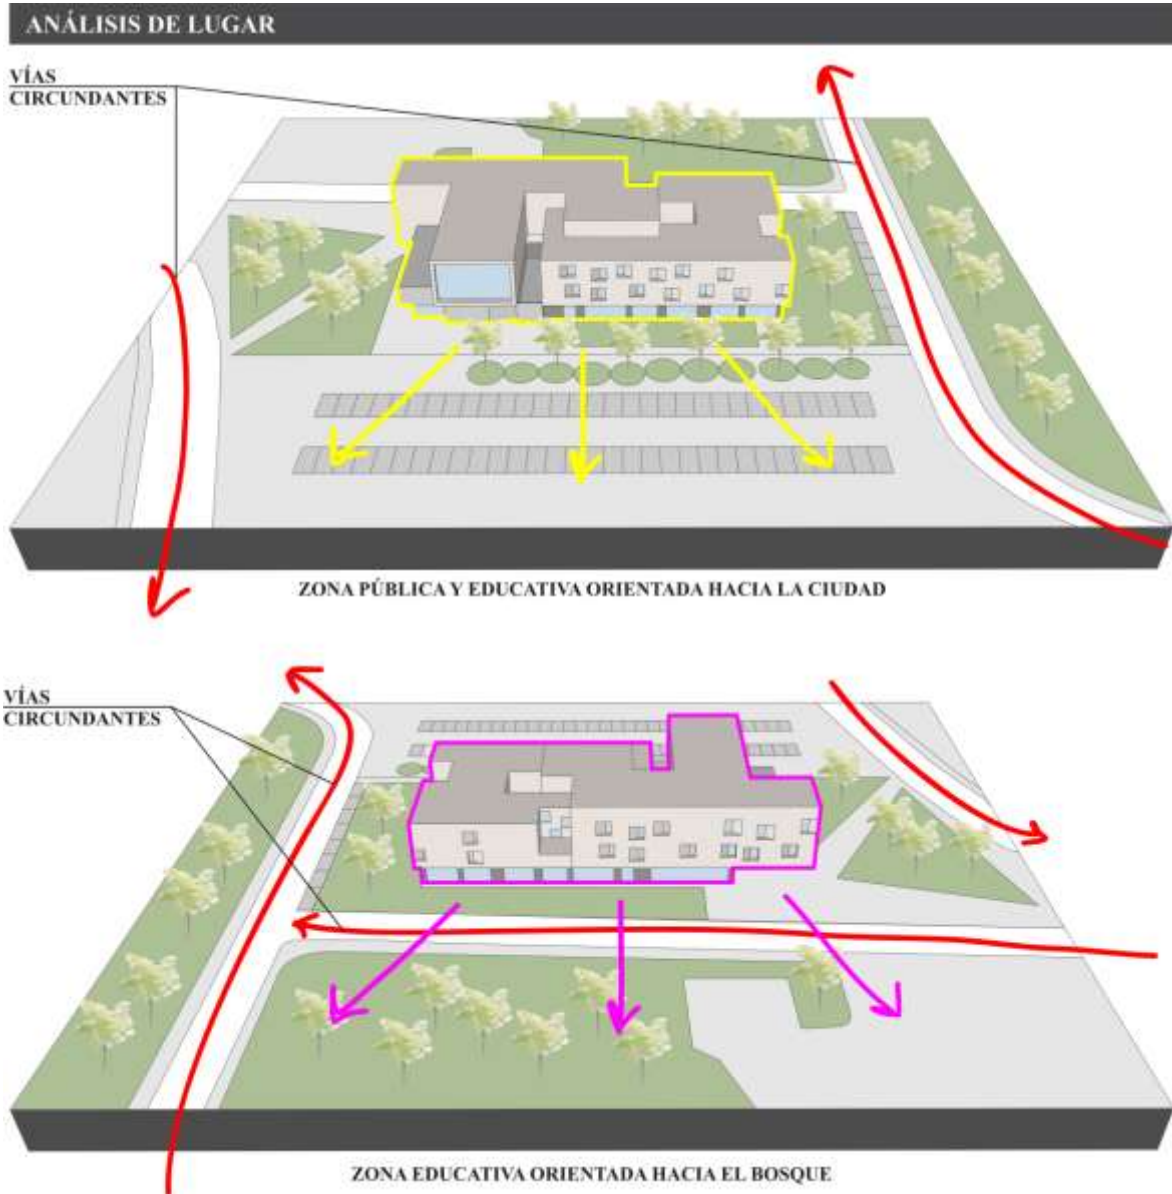 ANÁLISIS DE LUGAR
VÍAS
CIRCUNDANTES
ZONA PÚBLICA Y EDUCATIVA ORIENTADA HACIA LA CIUDAD
VÍAS
CIRCUNDANTES
ZONA EDUCATIVA ORIENTADA HACIA EL BOSQUE